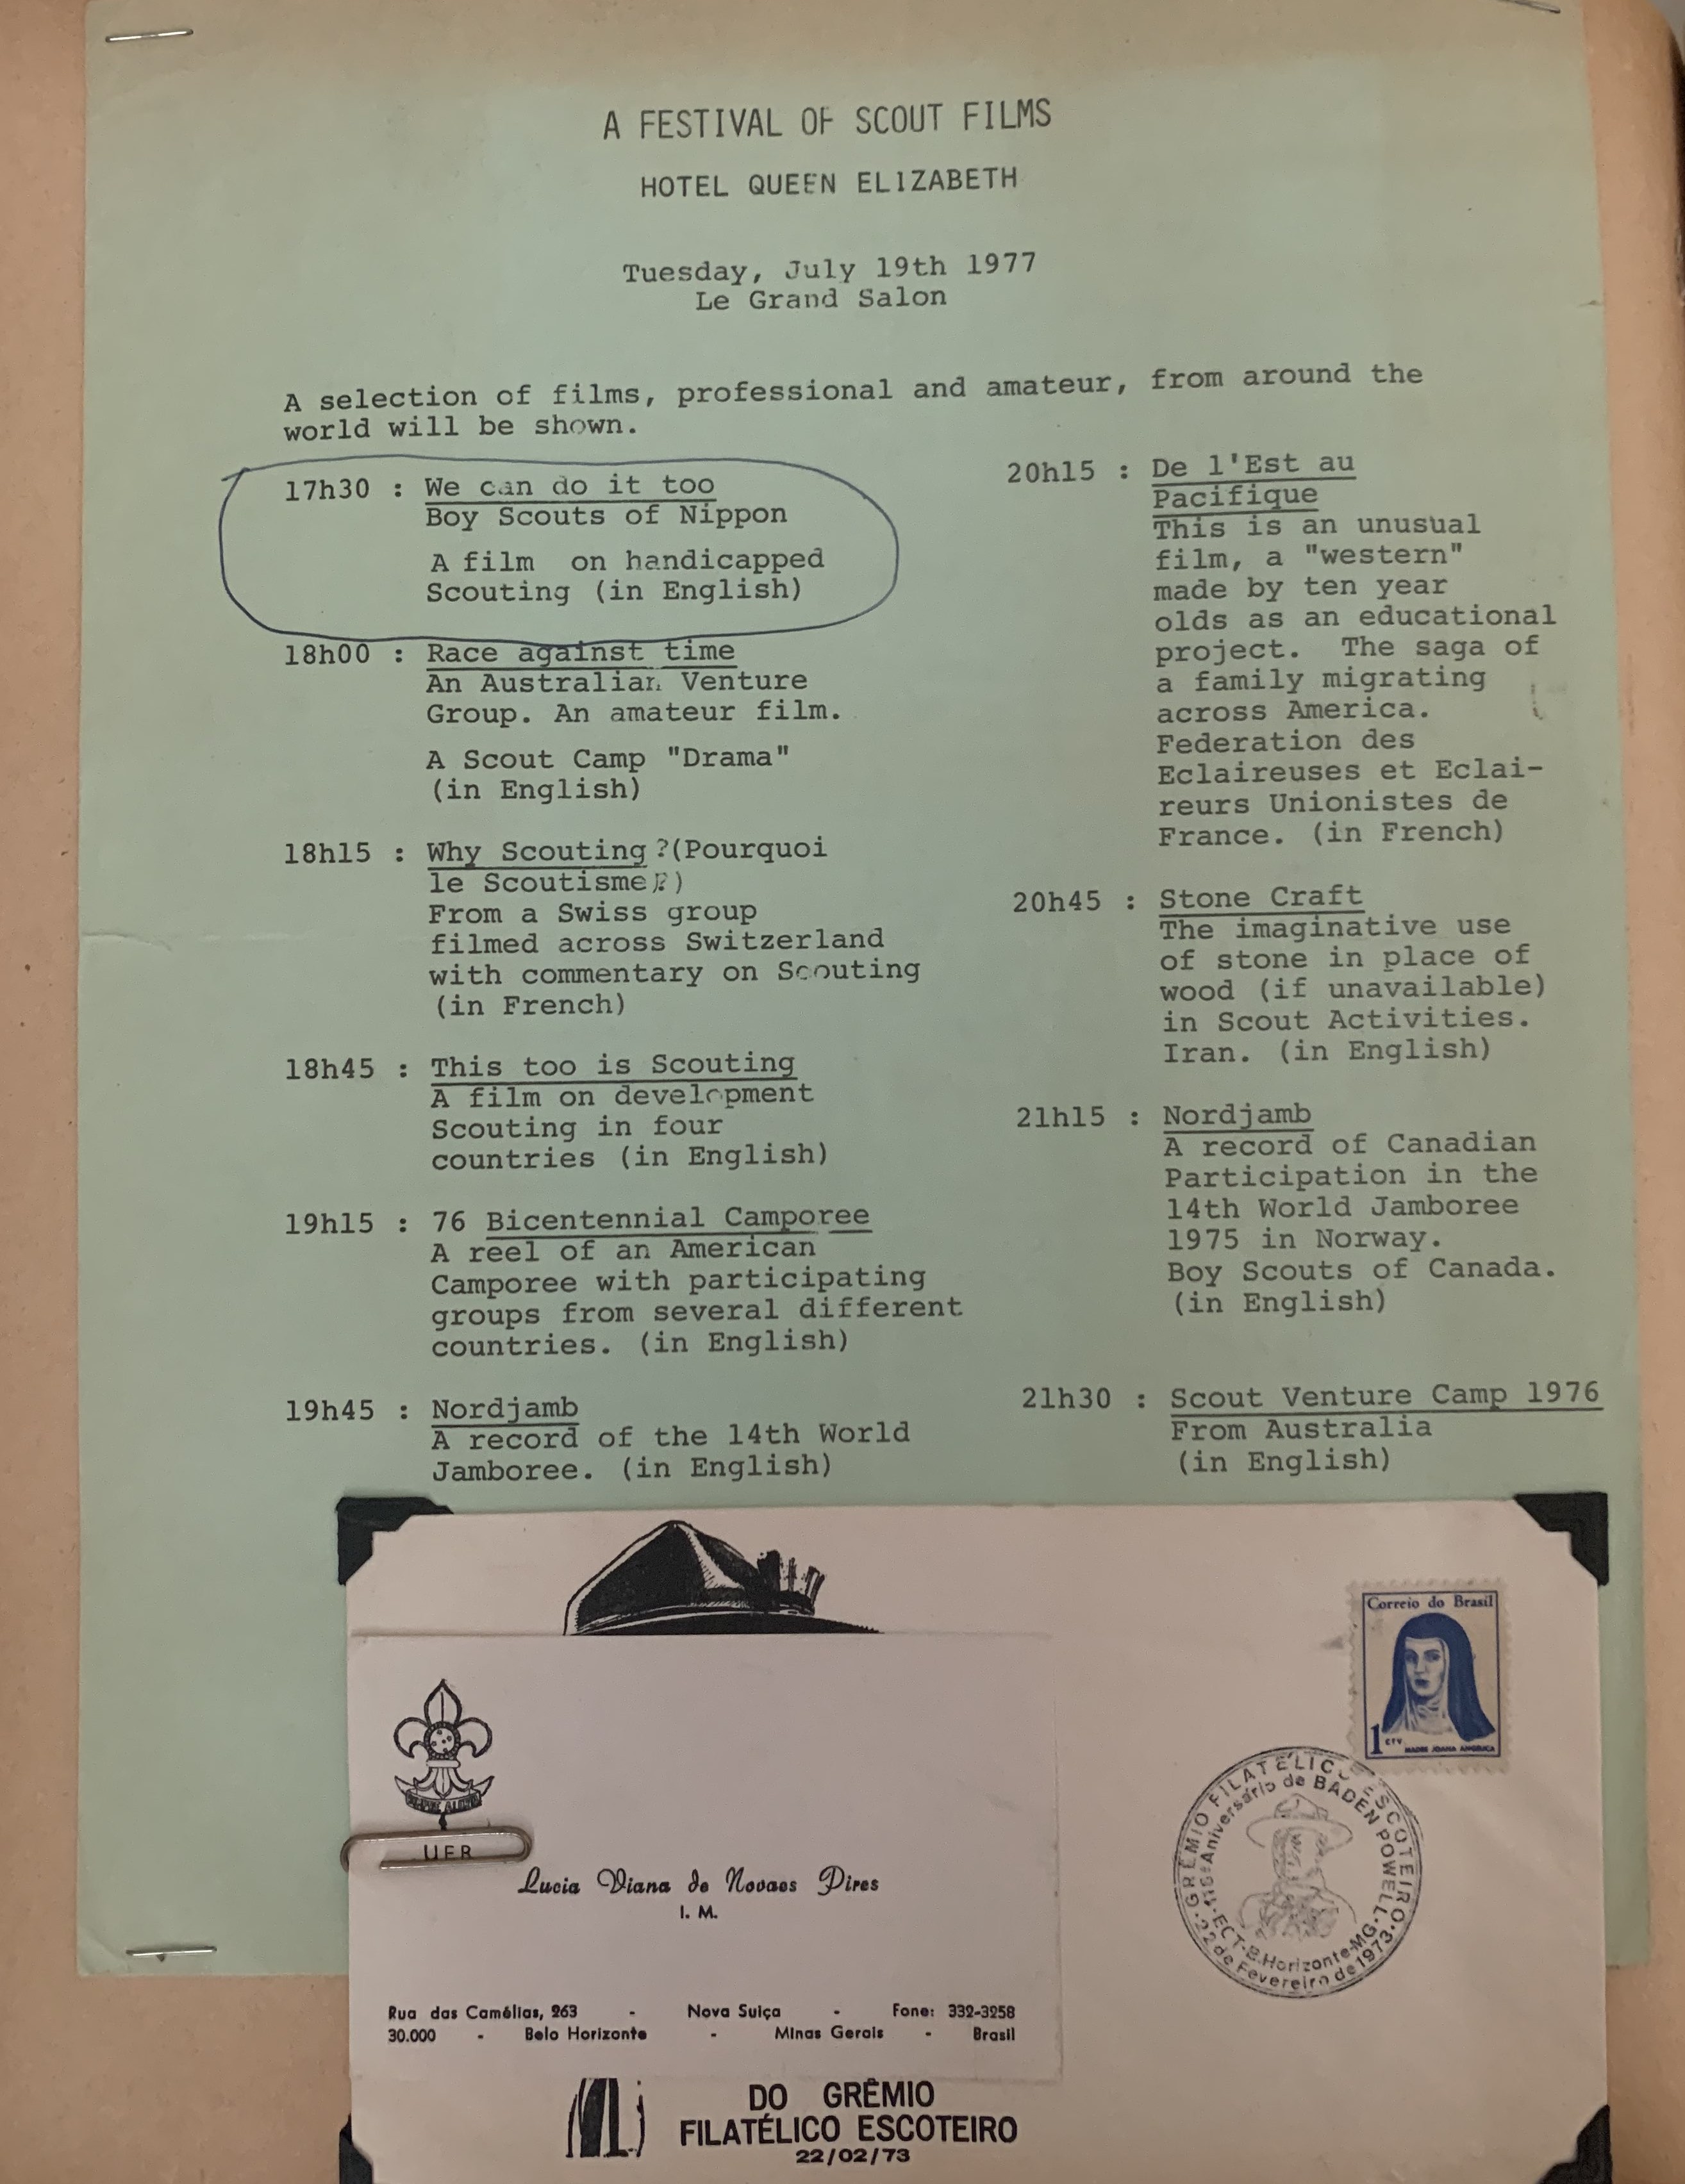 A FESTIVAL OF SCOUT FILMS
HOTEL QUEEN ELIZABETH
Tuesday, July 19th 1977
Le Grand Salon
A selection of films, professional and amateur, from around the
world will be shown.
17h30 : We can do it too
Boy Scouts of Nippon
A film on handicapped
Scouting (in English)
18h00 : Race against time
An Australian Venture
Group. An amateur film.
A Scout Camp "Drama"
(in English)
18h15 : Why Scouting ?(Pourquoi
le Scoutisme?)
From a Swiss group
filmed across Switzerland
with commentary on Scouting
(in French)
18h45 : This too is Scouting
A film on development
Scouting in four
countries (in English)
19h15 : 76 Bicentennial Camporee
A reel of an American
Camporee with participating
groups from several different
countries. (in English)
19h45 : Nordjamb
A record of the 14th World
Jamboree. (in English)
20h15 : De l'Est au
Pacifique
This is an unusual
film, a "western"
made by ten year
olds as an educational
project. The saga of
a family migrating
across America.
Federation des
Eclaireuses et Eclai-
reurs Unionistes de
France. (in French)
20h45 : Stone Craft
The imaginative use
of stone in place of
wood (if unavailable)
in Scout Activities.
Iran. (in English)
21h15 : Nordjamb
A record of Canadian
Participation in the
14th World Jamboree
1975 in Norway.
Boy Scouts of Canada.
(in English)
21h30 : Scout Venture Camp 1976
From Australia
(in English)
Correio do Brasil
1 CTV MADRE JOANA ANGÉLICA
GRÊMIO FILATÉLICO ESCOTEIRO
Aniversário de BADEN POWELL
ECT-B.Horizonte-MG.
22 de Fevereiro de 1973
UEB
Lucia Viana de Novaes Pires
I. M.
Rua das Camélias, 263 - Nova Suiça - Fone: 332-3258
30.000 - Belo Horizonte - Minas Gerais - Brasil
DO GRÊMIO
FILATÉLICO ESCOTEIRO
22/02/73